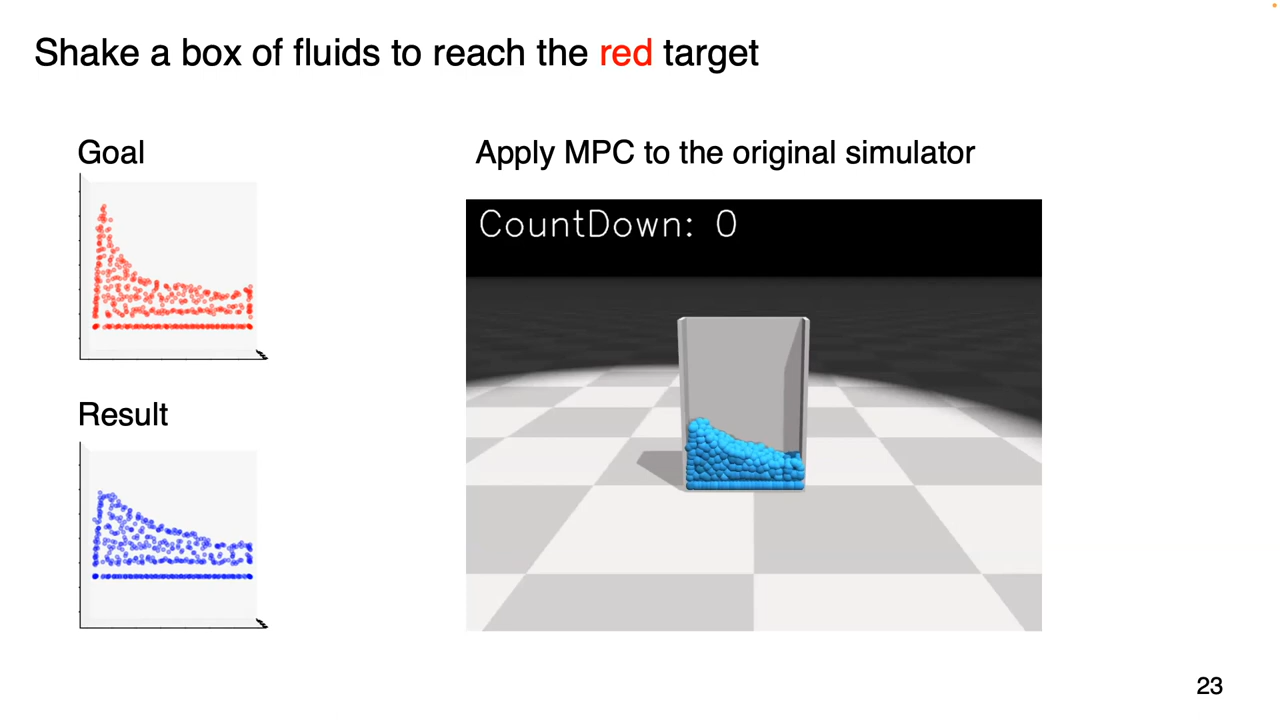 Shake a box of fluids to reach the red target
Goal
Apply MPC to the original simulator
CountDown: 0
Result
23